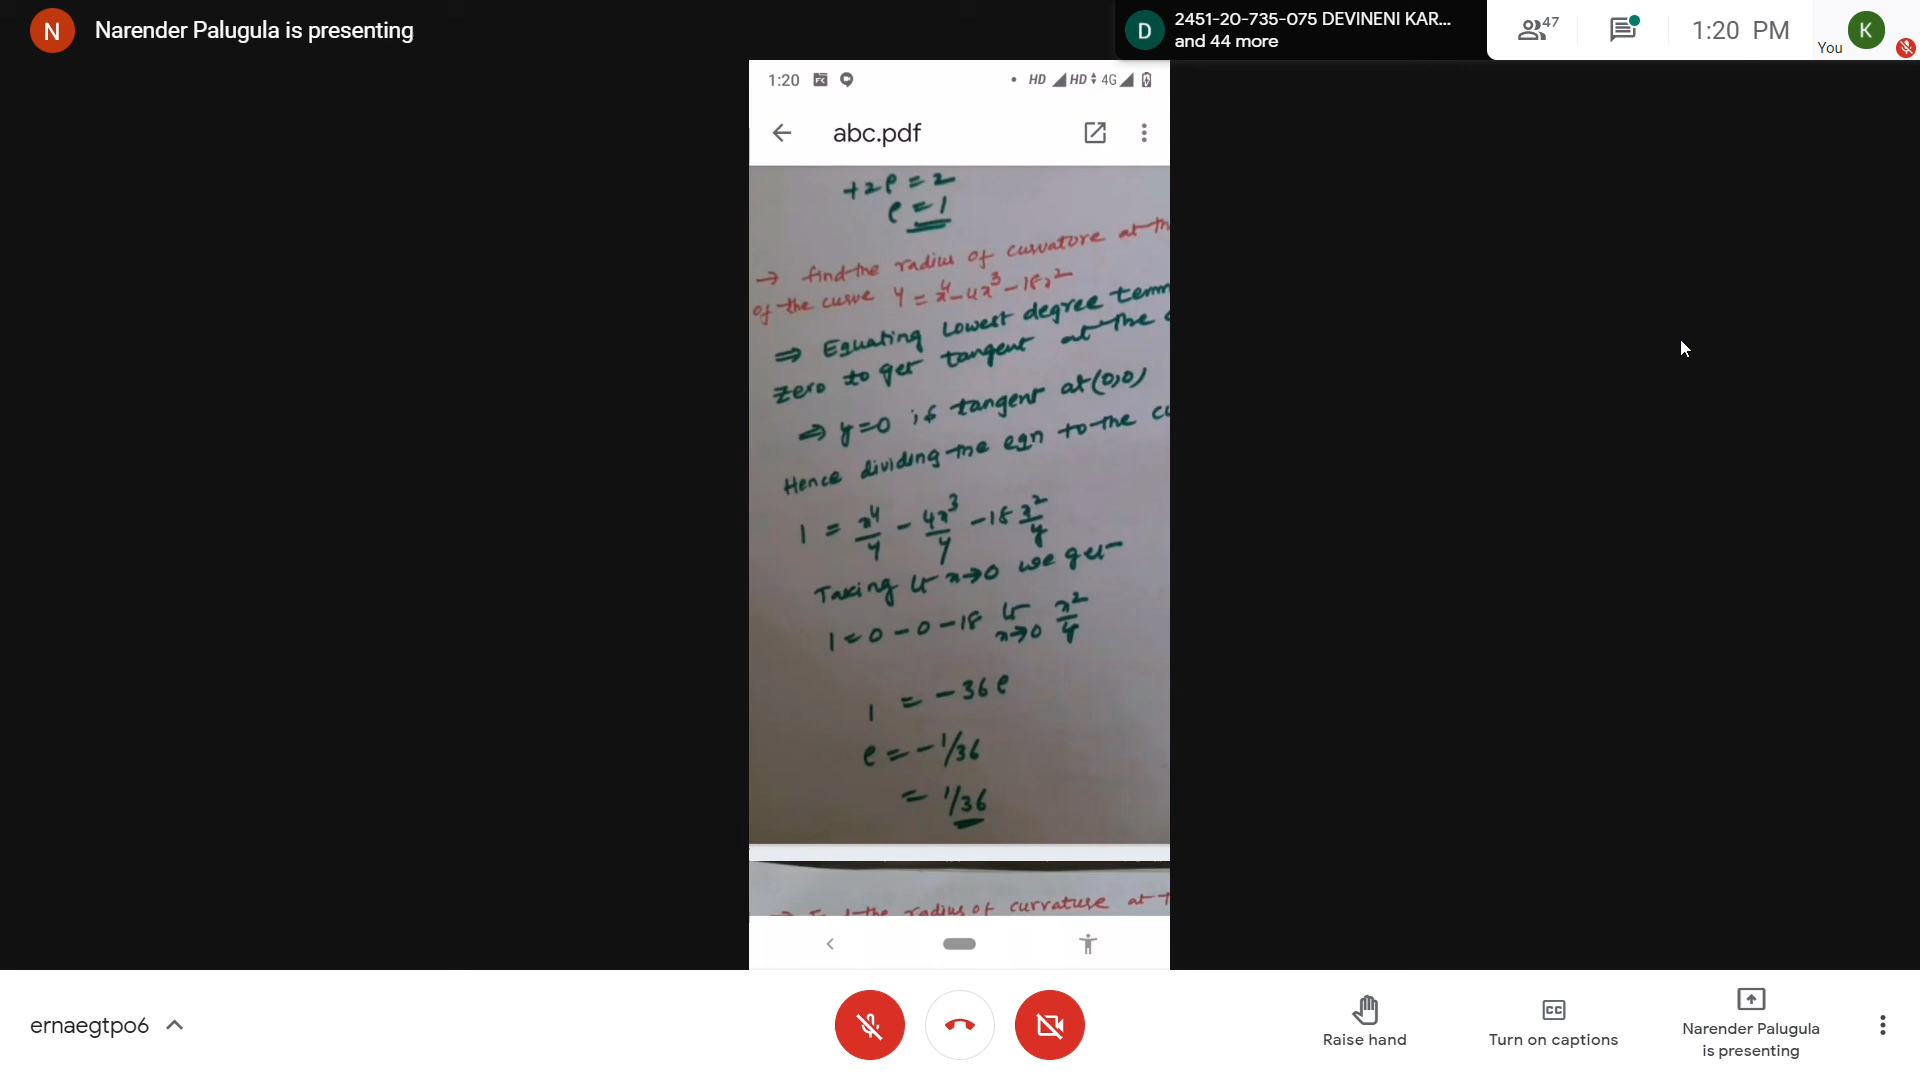 Narender Palugula is presenting
D
2451-20-735-075 DEVINENI KAR...
and 44 more
47
1:20 PM
You
K
N
1:20
HD HD 4G
abc.pdf
+2ρ = 2
ρ = 1
→ find the radius of curvature at th
of the curve y = x⁴ - 4x³ - 18x²
⇒ Equating Lowest degree term
zero to get tangent at the
⇒ y=0 is tangent at (0,0)
Hence dividing the eqn to the cu
1 = x⁴/y - 4x³/y - 18 x²/y
Taking Lt x→0 we get
1 = 0 - 0 - 18 Lt x→0 x²/y
1 = -36ρ
ρ = -1/36
= 1/36
→ Find the radius of curvature at t
ernaegtpo6
Raise hand
Turn on captions
Narender Palugula
is presenting